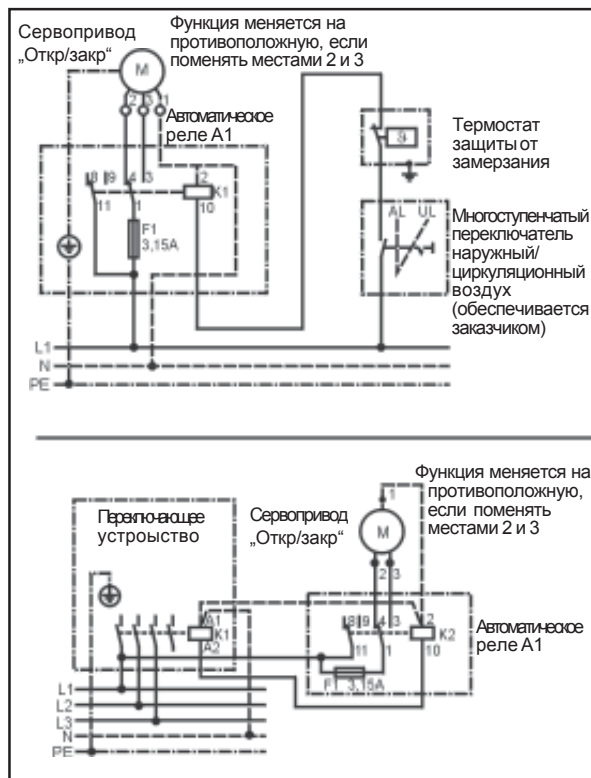 Сервопривод
„Откр/закр“
Функция меняется на
противоположную, если
поменять местами 2 и 3
M
2 3 1
Автоматическое
реле А1
8 9 4 3 2
K1
11 1 10
F1
3,15A
Термостат
защиты от
замерзания
AL UL
Многоступенчатый
переключатель
наружный/
циркуляционный
воздух
(обеспечивается
заказчиком)
L1
N
PE
Функция меняется на
противоположную,
если поменять
местами 2 и 3
1
Переключающее
устроыство
Сервопривод
„Откр/закр“
M
2 3
A1
K1
A2
8 9 4 3 2
K2
11 1 10
F1 3,15A
Автоматическое
реле А1
L1
L2
L3
N
PE